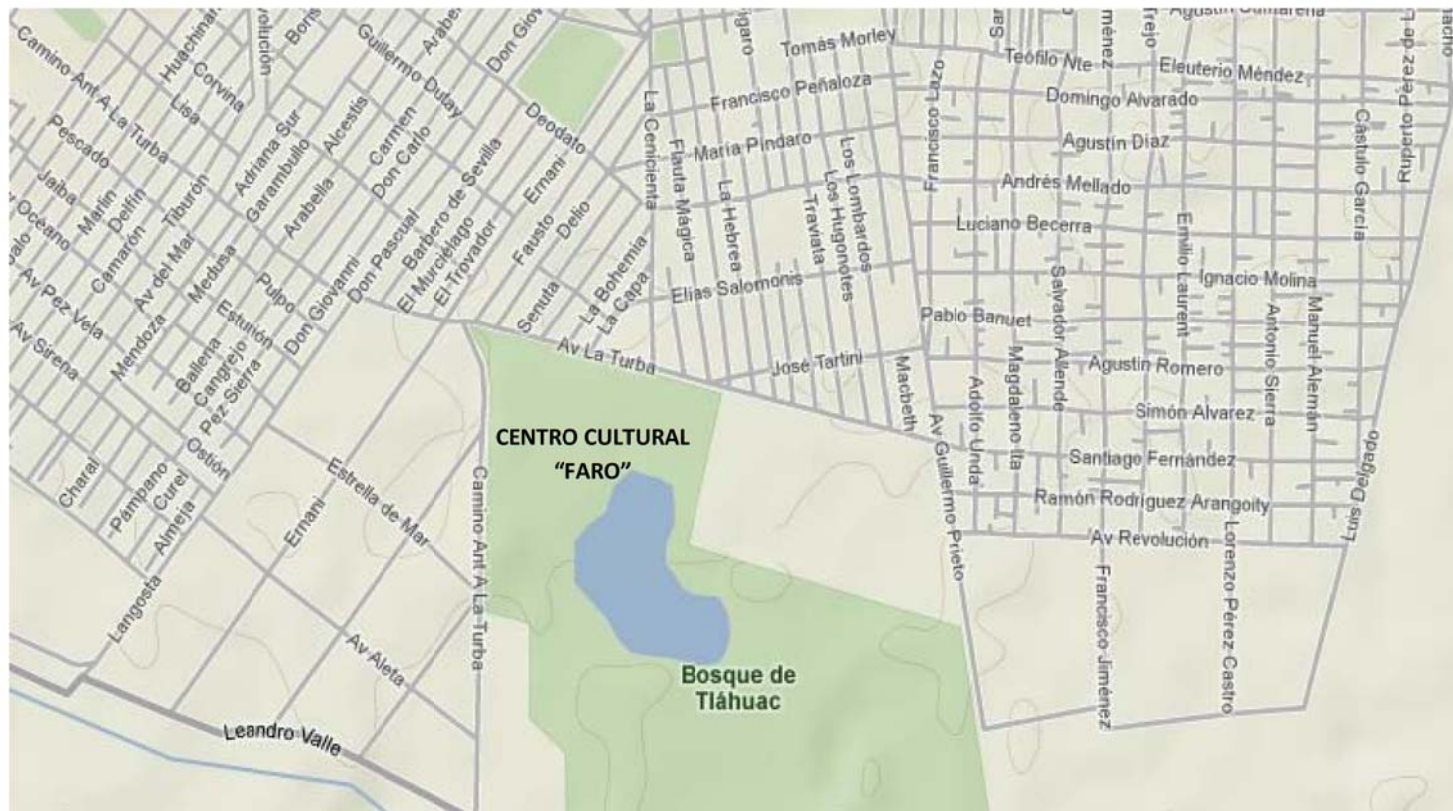 Camino Ant A La Turba
Huachinan
Corvina
Lisa
Pescado
Jaiba
Marlin
Delfín
Camarón
Tiburón
Av del Mar
Av Pez Vela
Av Sirena
Mendoza
Medusa
Garambullo
Adriana Sur
Arabella
Alcestis
Carmen
Don Carlo
Guillermo Dutay
Don Giov
Deodato
Barbero de Sevilla
Don Pascual
Don Giovanni
El Murciélago
El Trovador
Ernani
Fausto
Delio
Senuta
La Bohemia
La Capa
Pulpo
Esturión
Ballena
Cangrejo
Pez Sierra
Ostión
Charal
Pámpano
Curel
Almeja
Langosta
Ernani
Estrella de Mar
Av Aleta
Leandro Valle
Camino Ant A La Turba
Av La Turba
CENTRO CULTURAL
“FARO”
Bosque de
Tláhuac
La Cenicienta
Flauta Mágica
La Hebrea
Tomás Morley
Francisco Peñaloza
María Pindaro
Los Lombardos
Los Hugonotes
Traviata
Elías Salomonis
José Tartini
Macbeth
Francisco Lazo
Teófilo Nte
Eleuterio Méndez
Domingo Alvarado
Agustín Díaz
Andrés Mellado
Luciano Becerra
Emilio Laurent
Ignacio Molina
Pablo Banuet
Salvador Allende
Agustín Romero
Antonio Sierra
Manuel Alemán
Magdaleno Ita
Adolfo Unda
Simón Alvarez
Santiago Fernández
Ramón Rodríguez Arangoity
Av Revolución
Av Guillermo Prieto
Francisco Jiménez
Lorenzo Pérez Castro
Luis Delgado
Cástulo García
Ruperto Pérez de L